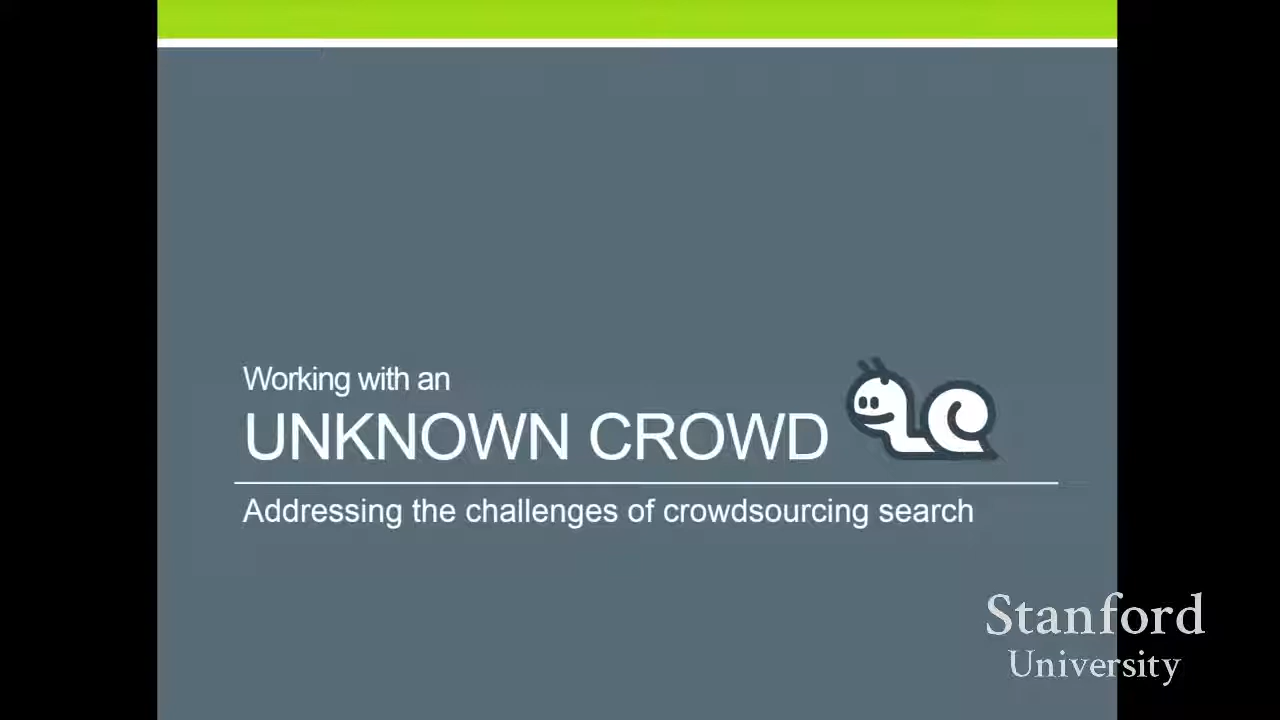 Working with an
UNKNOWN CROWD
Addressing the challenges of crowdsourcing search
Stanford
University